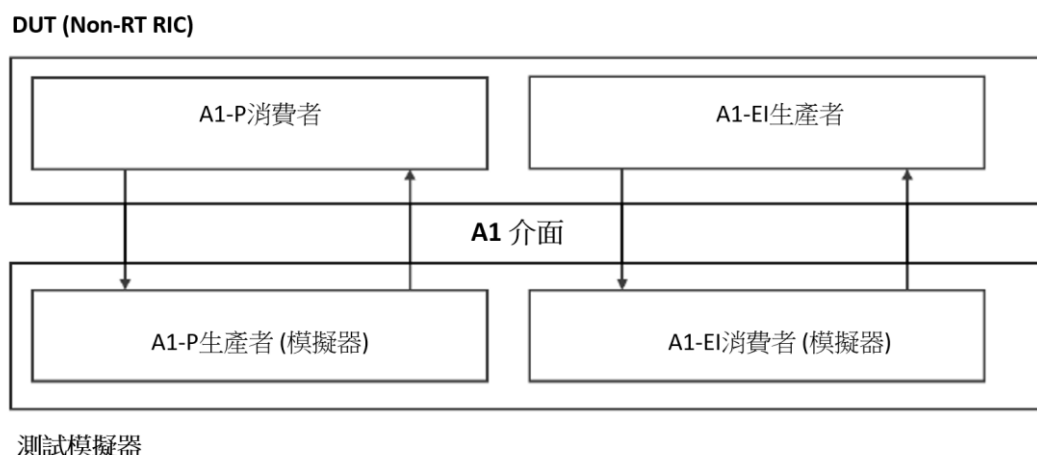 DUT (Non-RT RIC)
A1-P消費者
A1-EI生產者
A1 介面
A1-P生產者 (模擬器)
A1-EI消費者 (模擬器)
測試模擬器